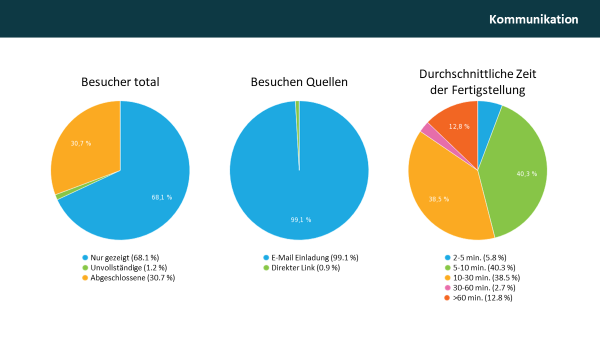 Kommunikation
Besucher total
30,7 %
68,1 %
Nur gezeigt (68.1 %)
Unvollständige (1.2 %)
Abgeschlossene (30.7 %)
Besuchen Quellen
99,1 %
E-Mail Einladung (99.1 %)
Direkter Link (0.9 %)
Durchschnittliche Zeit
der Fertigstellung
12,8 %
40,3 %
38,5 %
2-5 min. (5.8 %)
5-10 min. (40.3 %)
10-30 min. (38.5 %)
30-60 min. (2.7 %)
>60 min. (12.8 %)